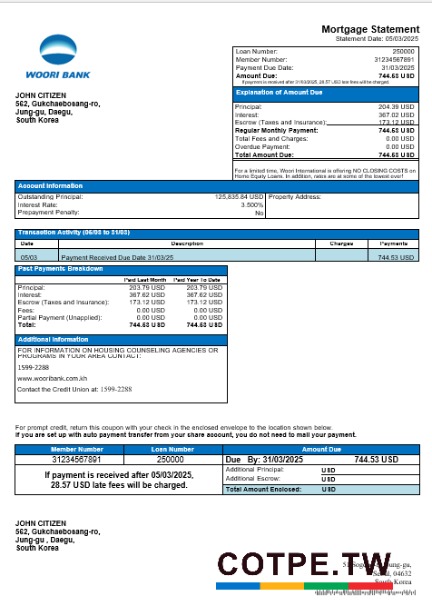 Mortgage Statement
Statement Date: 05/03/2025
WOORI BANK
Loan Number: 250000
Member Number: 31234567891
Payment Due Date: 31/03/2025
Amount Due: 744.53 USD
If payment is received after 05/03/2025, 28.57 USD late fees will be charged.
JOHN CITIZEN
562, Gukchaebosang-ro,
Jung-gu, Daegu,
South Korea
Explanation of Amount Due
Principal: 204.39 USD
Interest: 367.02 USD
Escrow (Taxes and Insurance): 173.12 USD
Regular Monthly Payment: 744.53 USD
Total Fees and Charges: 0.00 USD
Overdue Payment: 0.00 USD
Total Amount Due: 744.53 USD
For a limited time, Woori International is offering NO CLOSING COSTS on
Home Equity Loans. In addition, rates are at some of the lowest ever!
Account Information
Outstanding Principal: 125,635.84 USD
Property Address:
Interest Rate: 3.500%
Prepayment Penalty: No
Transaction Activity (06/05 to 31/05)
Date Description Charges Payments
05/03 Payment Received Due Date 31/03/25 744.53 USD
Past Payments Breakdown
Paid Last Month Paid Year To Date
Principal: 203.79 USD 203.79 USD
Interest: 367.62 USD 367.62 USD
Escrow (Taxes and Insurance): 173.12 USD 173.12 USD
Fees: 0.00 USD 0.00 USD
Partial Payment (Unapplied): 0.00 USD 0.00 USD
Total: 744.53 USD 744.53 USD
Additional Information
FOR INFORMATION ON HOUSING COUNSELING AGENCIES OR
PROGRAMS IN YOUR AREA CONTACT:
1599-2288
www.wooribank.com.kh
Contact the Credit Union at: 1599-2288
For prompt credit, return this coupon with your check in the enclosed envelope to the location shown below.
If you are set up with auto payment transfer from your share account, you do not need to mail your payment.
Member Number Loan Number Amount Due
31234567891 250000 Due By: 31/03/2025 744.53 USD
If payment is received after 05/03/2025,
28.57 USD late fees will be charged.
Additional Principal: USD
Additional Escrow: USD
Total Amount Enclosed: USD
JOHN CITIZEN
562, Gukchaebosang-ro,
Jung-gu , Daegu,
South Korea
COTPE.TW
04632
South Korea